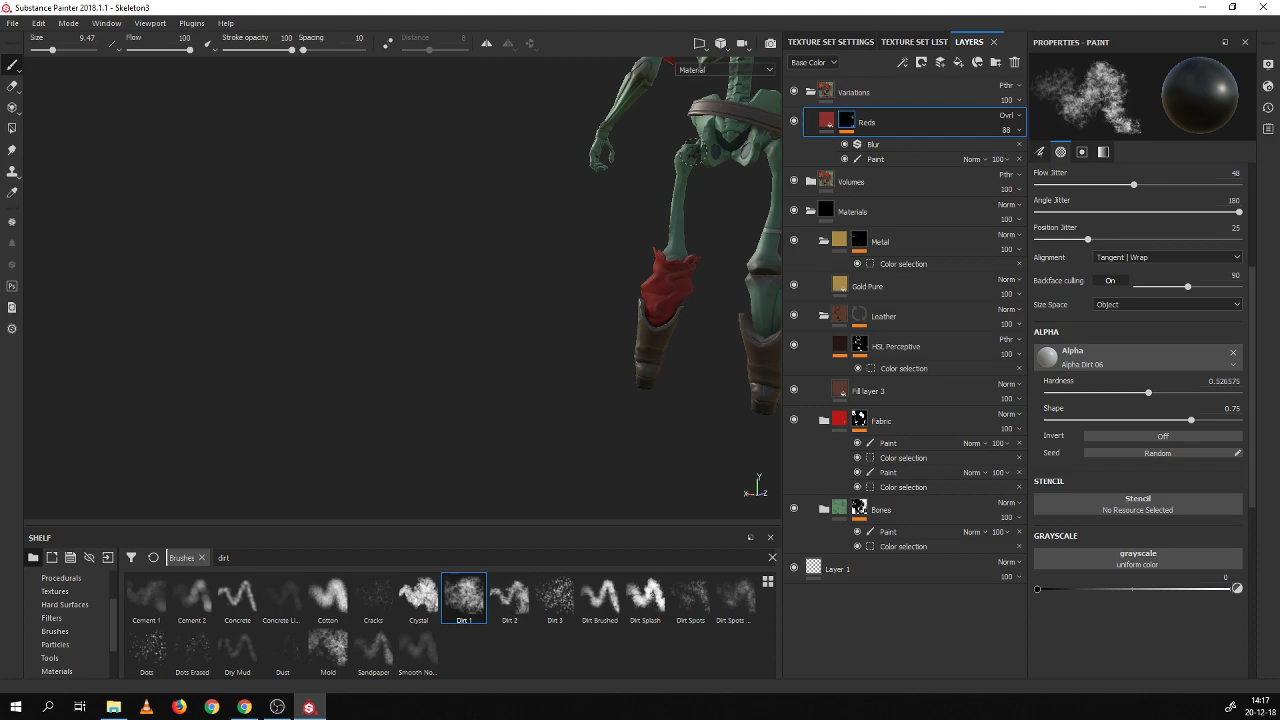 Substance Painter 2018.1.1 - Skeleton3
File Edit Mode Window Viewport Plugins Help
Size 9.47 Flow 100 Stroke opacity 100 Spacing 10 Distance 8
Material
TEXTURE SET SETTINGS TEXTURE SET LIST LAYERS
Base Color
Variations Pthr 100
Reds Ovrl 88
Blur
Paint Norm 100
Volumes Pthr 100
Materials Norm 100
Metal Norm 100
Color selection
Gold Pure Norm 100
Leather Norm 100
HSL Perceptive Pthr 100
Color selection
Fill layer 3 Norm 100
Fabric Norm 100
Paint Norm 100
Color selection
Paint Norm 100
Color selection
Bones Norm 100
Paint Norm 100
Color selection
Layer 1 Norm 100
PROPERTIES - PAINT
Flow Jitter 48
Angle Jitter 180
Position Jitter 25
Alignment Tangent | Wrap
Backface culling On 90
Size Space Object
ALPHA
Alpha
Alpha Dirt 06
Hardness 0.526575
Shape 0.75
Invert Off
Seed Random
STENCIL
Stencil
No Resource Selected
GRAYSCALE
grayscale
uniform color
0
Y
X Z
SHELF
Brushes dirt
Procedurals
Textures
Hard Surfaces
Filters
Brushes
Particles
Tools
Materials
Cement 1 Cement 2 Concrete Concrete Li... Cotton Cracks Crystal Dirt 1 Dirt 2 Dirt 3 Dirt Brushed Dirt Splash Dirt Spots Dirt Spots ...
Dots Dots Erased Dry Mud Dust Mold Sandpaper Smooth No...
Ps
14:17
20-12-18